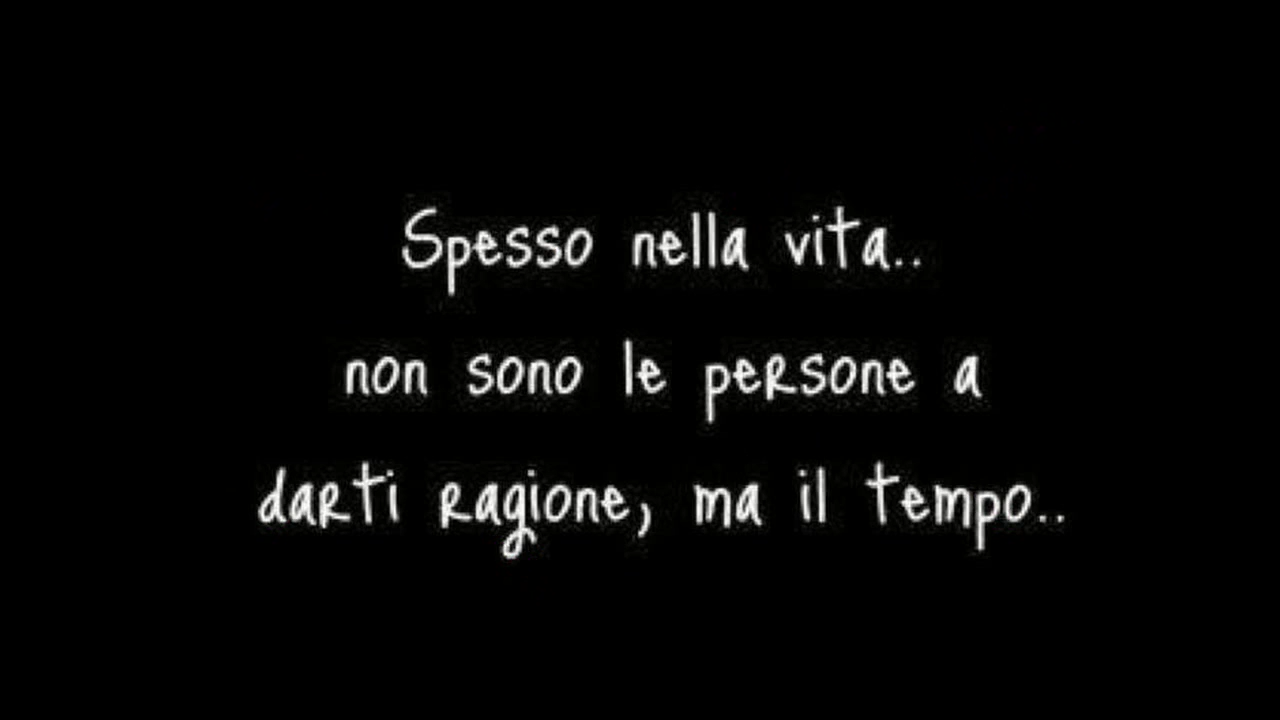 Spesso nella vita..
non sono le persone a
darti ragione, ma il tempo..